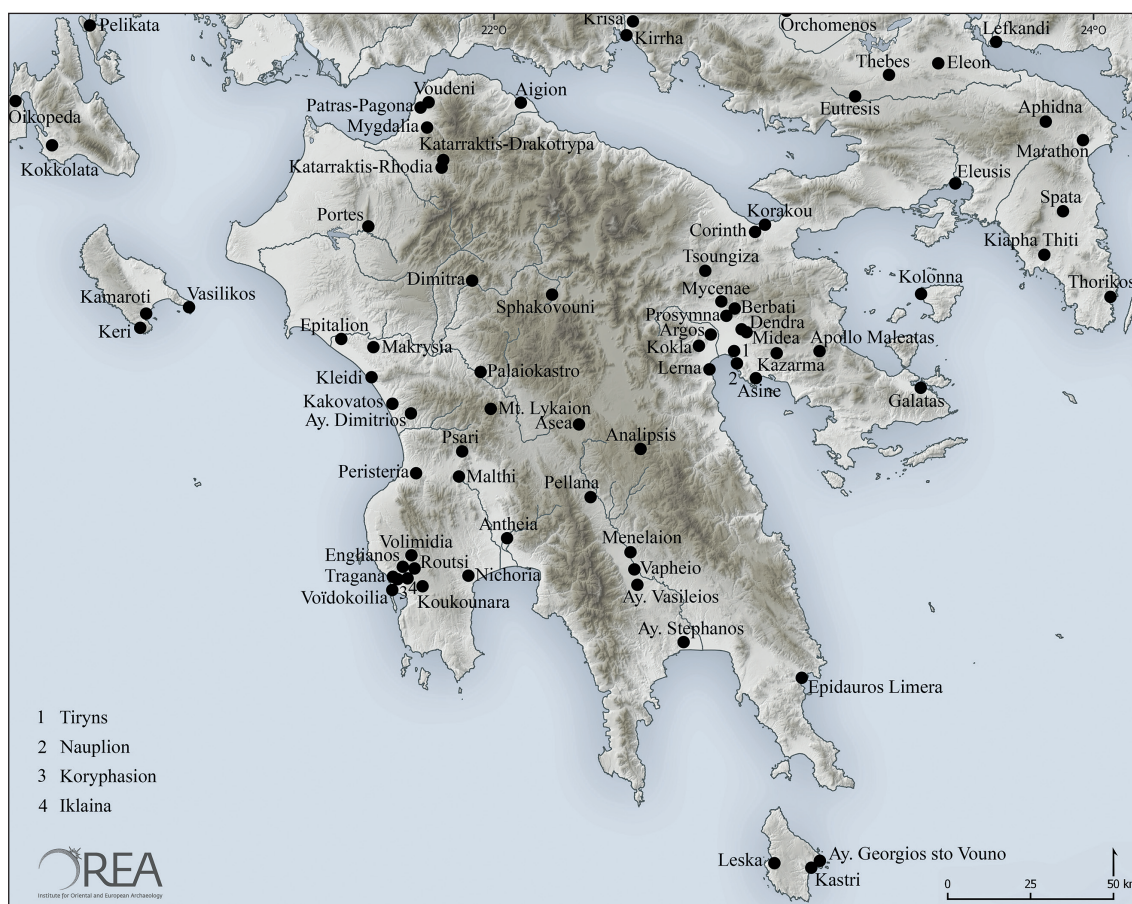 Pelikata
Krisa
22°0
Kirrha
Orchomenos
Lefkandi
24°0
Thebes
Eleon
Eutresis
Voudeni
Aigion
Patras-Pagona
Mygdalia
Oikopeda
Aphidna
Katarraktis-Drakotrypa
Marathon
Kokkolata
Katarraktis-Rhodia
Eleusis
Spata
Portes
Korakou
Corinth
Kiapha Thiti
Tsoungiza
Dimitra
Kolonna
Thorikos
Mycenae
Kamaroti
Vasilikos
Sphakovouni
Berbati
Prosymna
Dendra
Keri
Epitalion
Argos
Midea
Apollo Maleatas
Makrysia
Kokla
1
Kazarma
Kleidi
Palaiokastro
Lerna
2
Asine
Galatas
Kakovatos
Mt. Lykaion
Ay. Dimitrios
Asea
Psari
Analipsis
Peristeria
Malthi
Pellana
Antheia
Volimidia
Menelaion
Englianos
Routsi
Tragana
Nichoria
Vapheio
Voïdokoilia
34
Koukounara
Ay. Vasileios
Ay. Stephanos
Epidauros Limera
1 Tiryns
2 Nauplion
3 Koryphasion
4 Iklaina
Leska
Ay. Georgios sto Vouno
Kastri
OREA
Institute for Oriental and European Archaeology
0 25 50 km